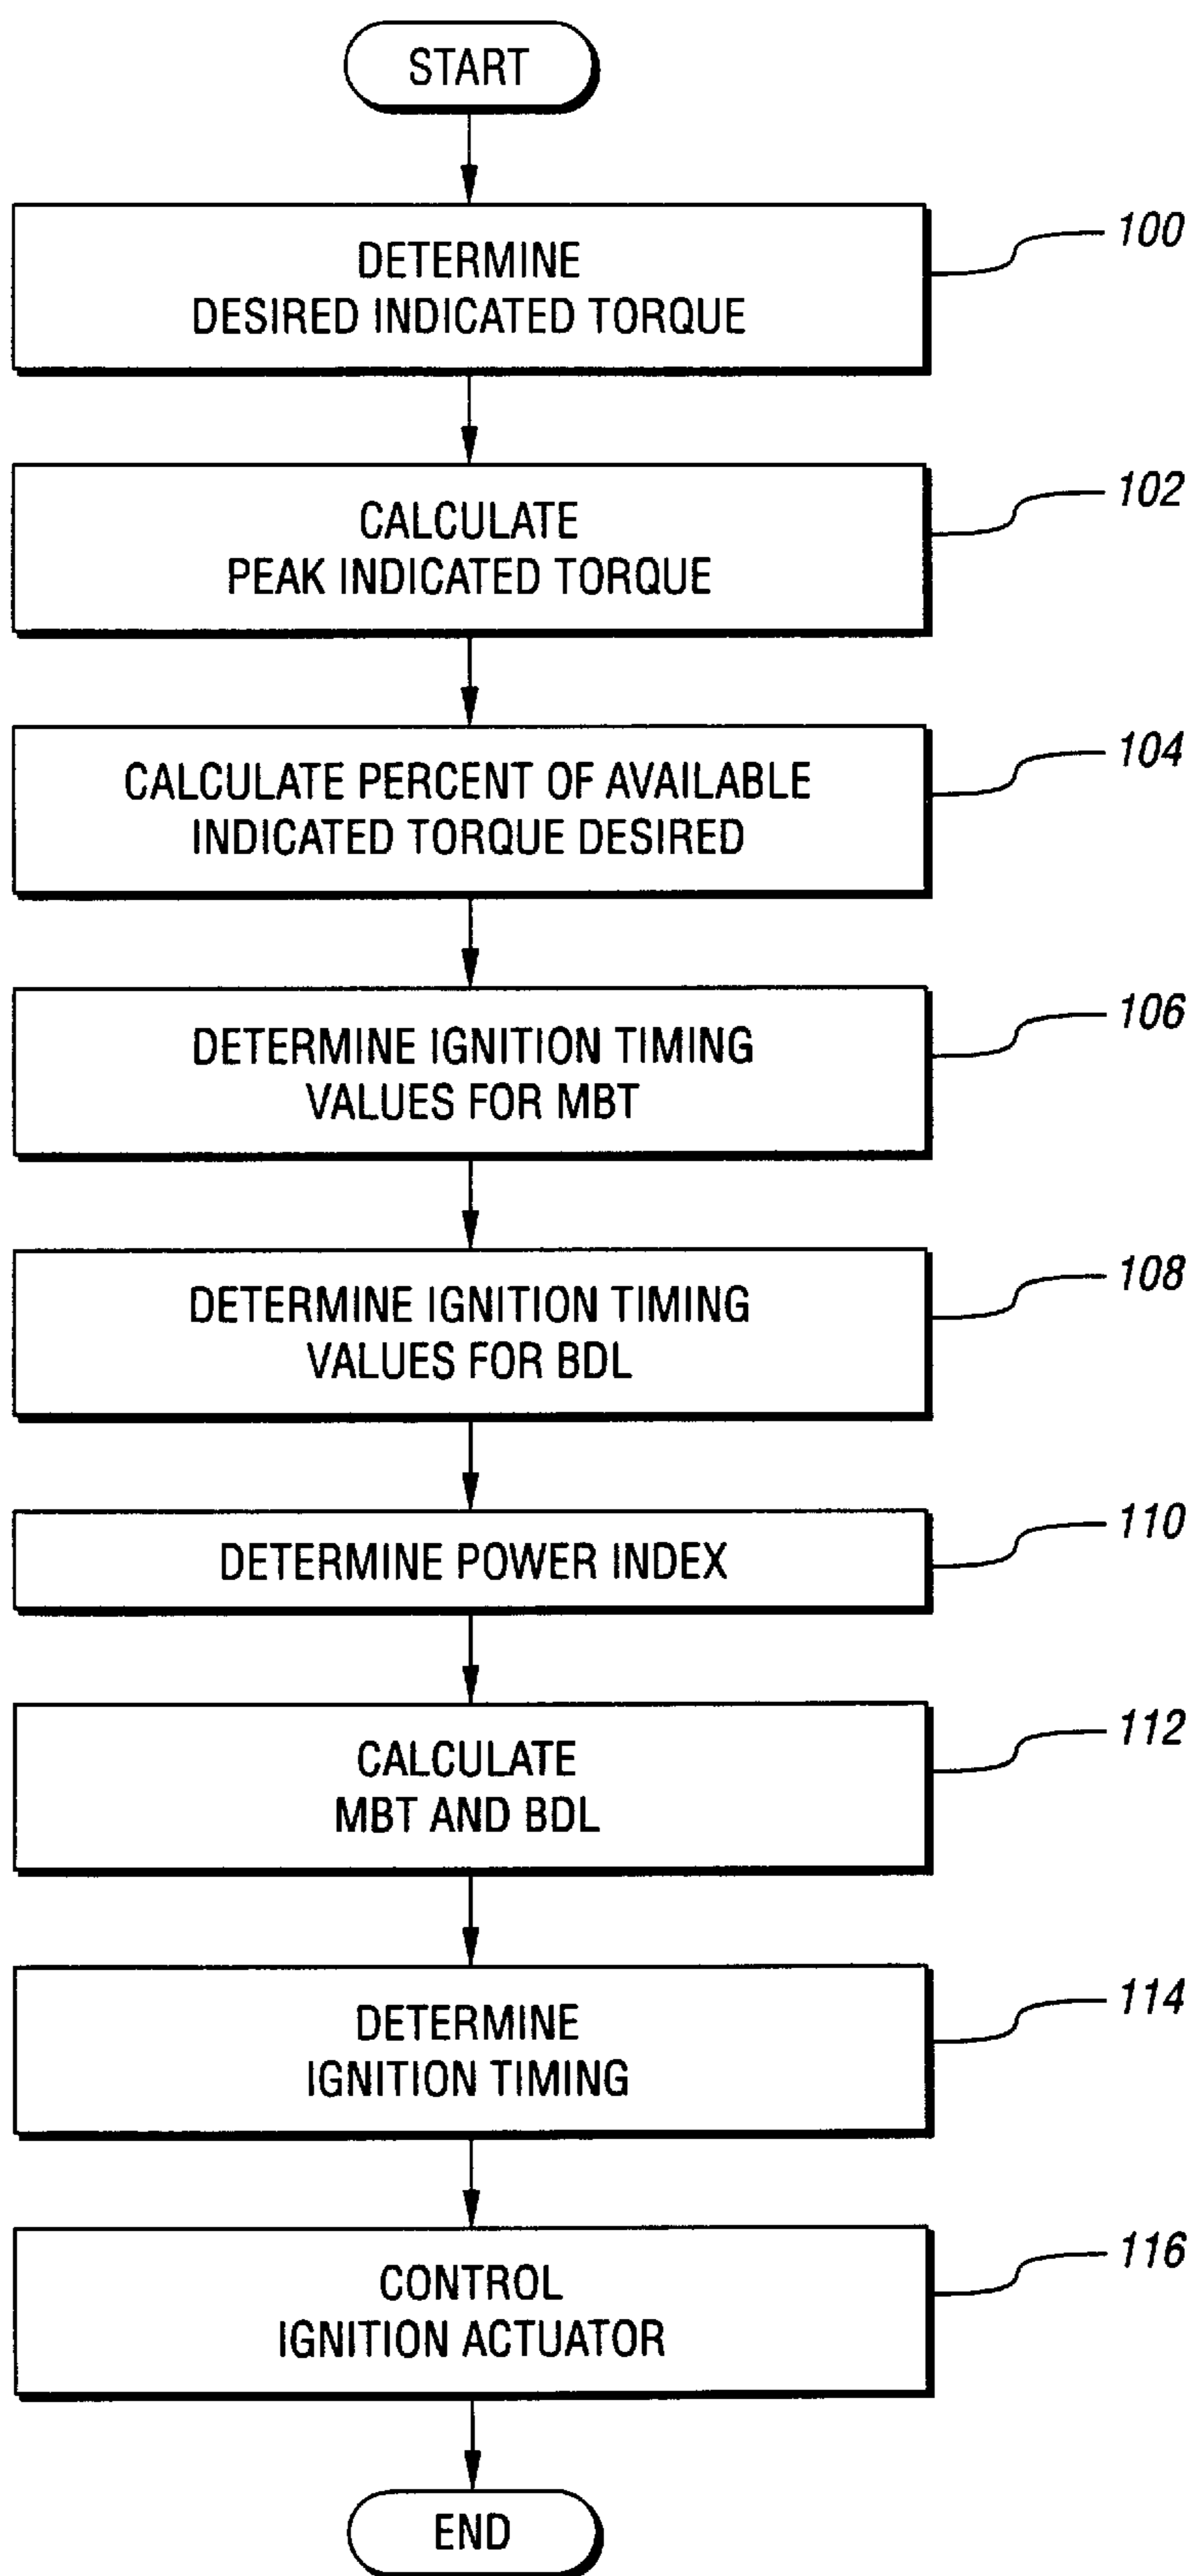 START
DETERMINE
DESIRED INDICATED TORQUE
100
CALCULATE
PEAK INDICATED TORQUE
102
CALCULATE PERCENT OF AVAILABLE
INDICATED TORQUE DESIRED
104
DETERMINE IGNITION TIMING
VALUES FOR MBT
106
DETERMINE IGNITION TIMING
VALUES FOR BDL
108
DETERMINE POWER INDEX
110
CALCULATE
MBT AND BDL
112
DETERMINE
IGNITION TIMING
114
CONTROL
IGNITION ACTUATOR
116
END